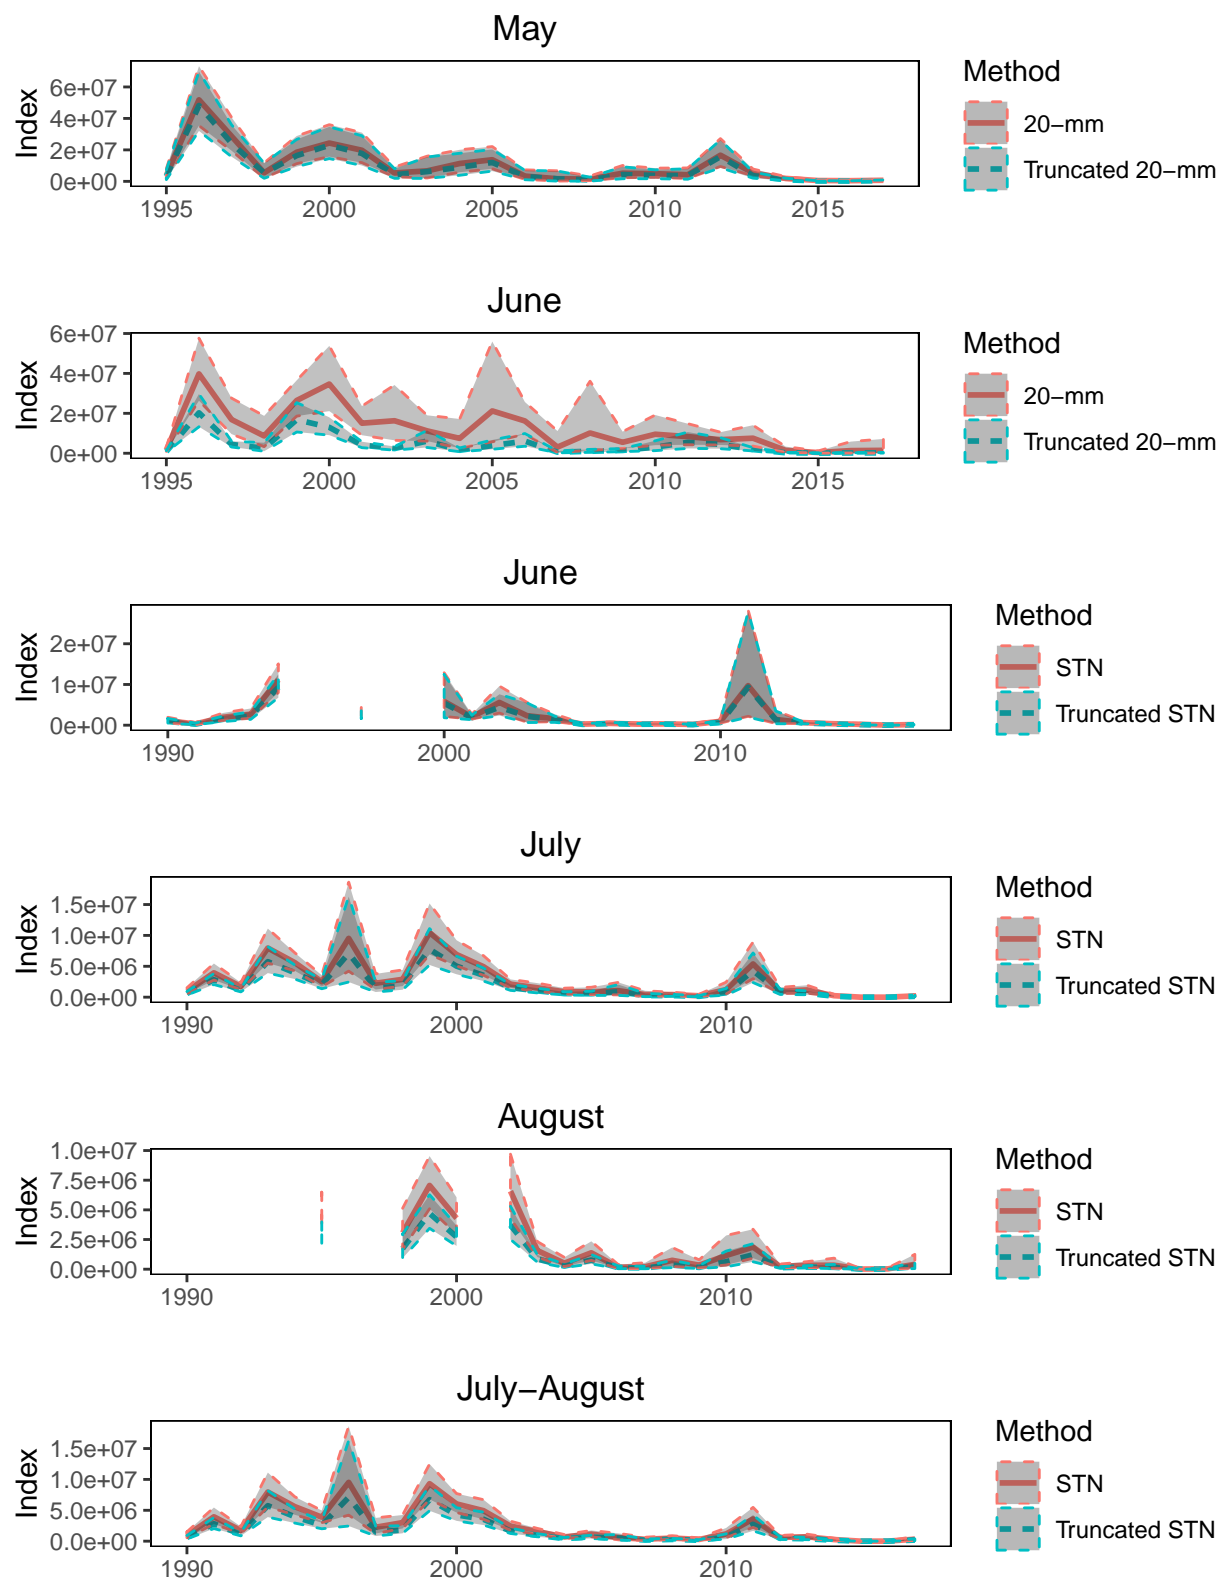 May
Index
6e+07
4e+07
2e+07
0e+00
1995 2000 2005 2010 2015
Method
20−mm
Truncated 20−mm
June
Index
6e+07
4e+07
2e+07
0e+00
1995 2000 2005 2010 2015
Method
20−mm
Truncated 20−mm
June
Index
2e+07
1e+07
0e+00
1990 2000 2010
Method
STN
Truncated STN
July
Index
1.5e+07
1.0e+07
5.0e+06
0.0e+00
1990 2000 2010
Method
STN
Truncated STN
August
Index
1.0e+07
7.5e+06
5.0e+06
2.5e+06
0.0e+00
1990 2000 2010
Method
STN
Truncated STN
July−August
Index
1.5e+07
1.0e+07
5.0e+06
0.0e+00
1990 2000 2010
Method
STN
Truncated STN